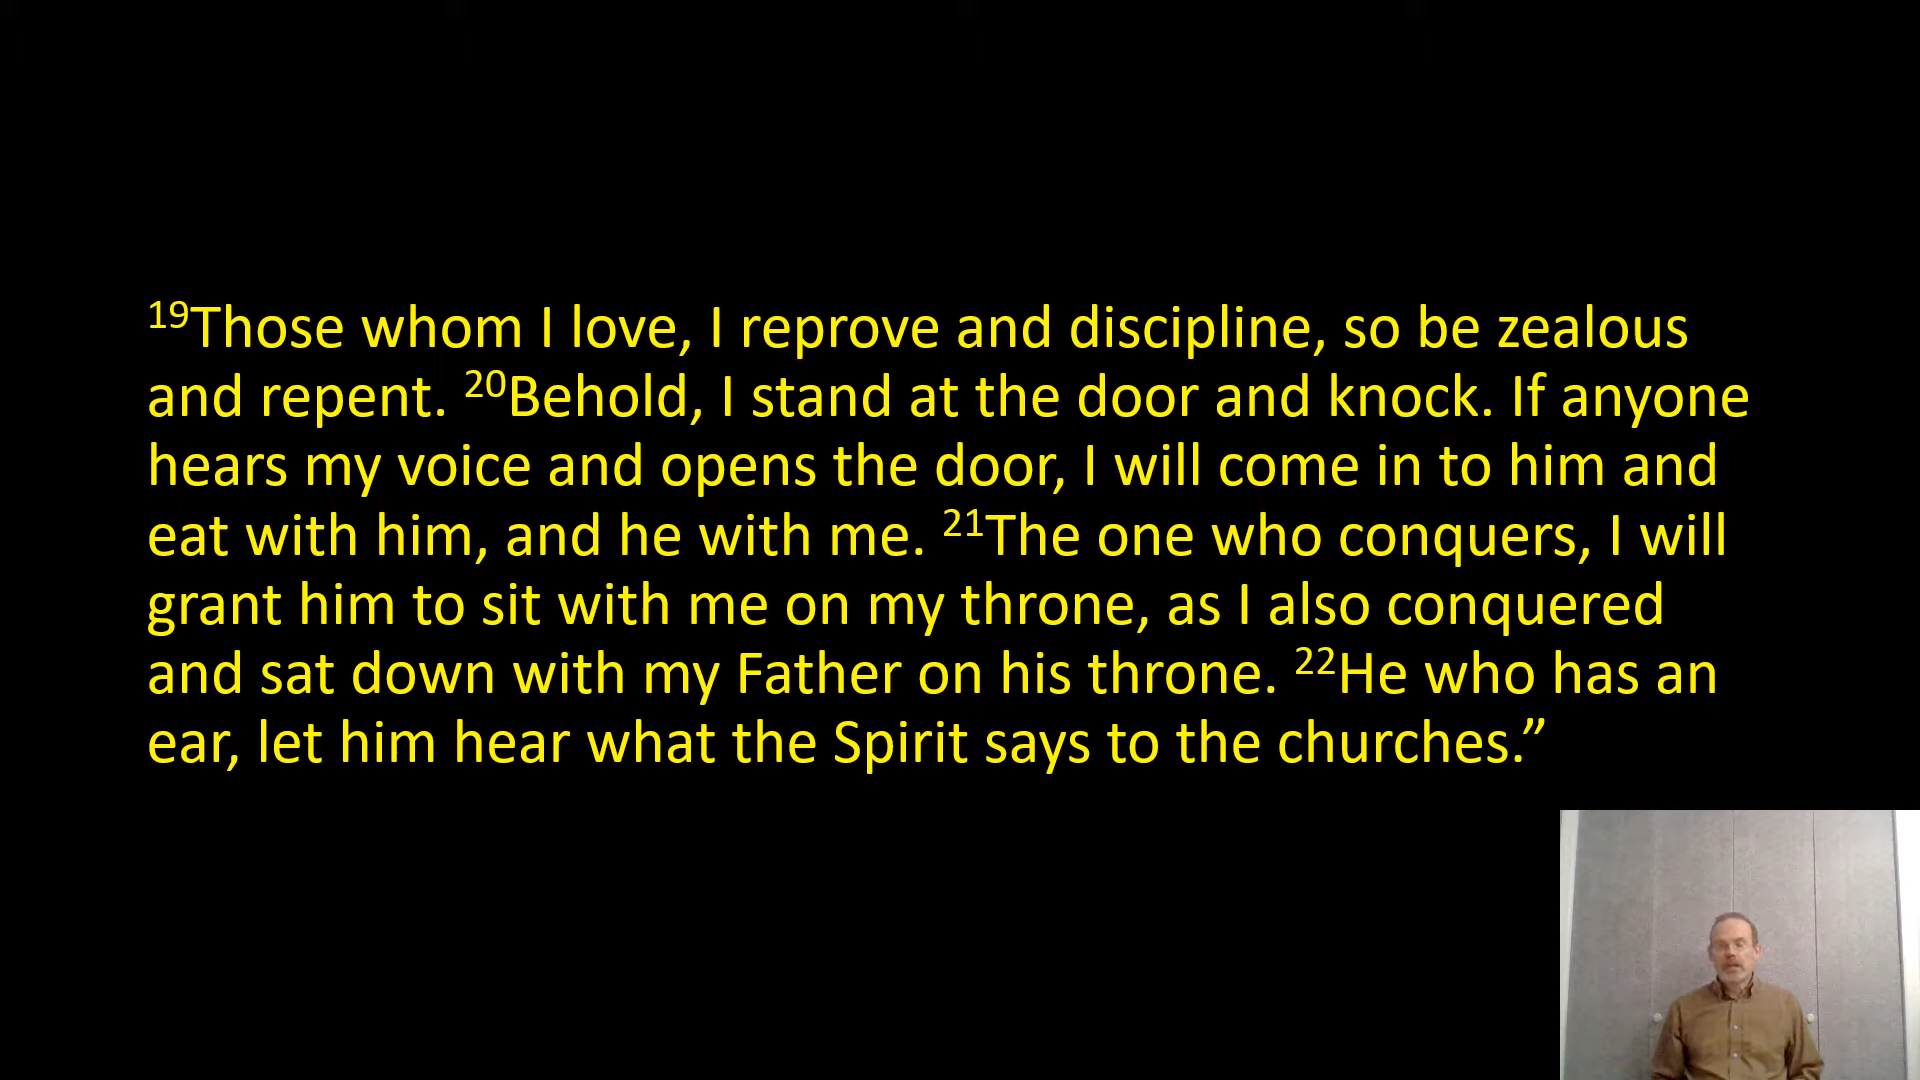 19Those whom I love, I reprove and discipline, so be zealous
and repent. 20Behold, I stand at the door and knock. If anyone
hears my voice and opens the door, I will come in to him and
eat with him, and he with me. 21The one who conquers, I will
grant him to sit with me on my throne, as I also conquered
and sat down with my Father on his throne. 22He who has an
ear, let him hear what the Spirit says to the churches.”